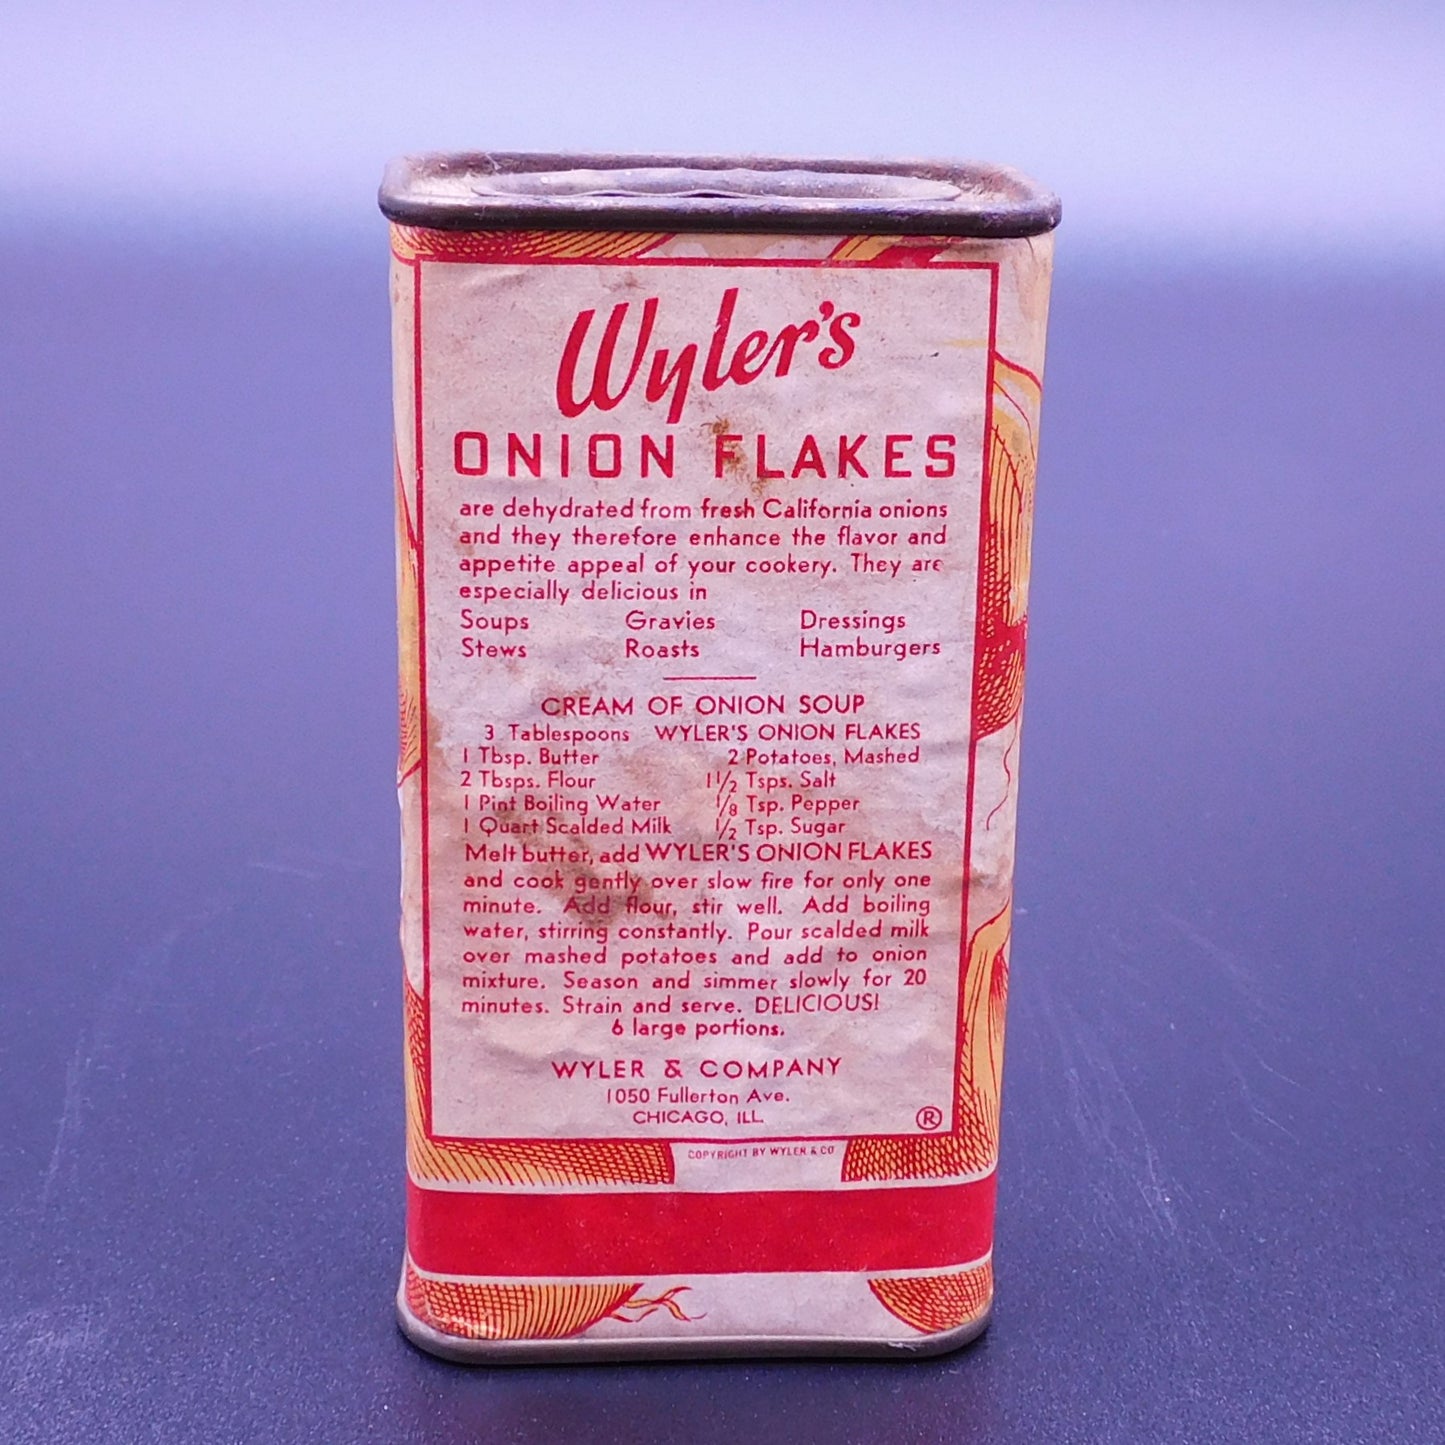 Wyler's
ONION FLAKES
are dehydrated from fresh California onions
and they therefore enhance the flavor and
appetite appeal of your cookery. They are
especially delicious in
Soups Gravies Dressings
Stews Roasts Hamburgers
CREAM OF ONION SOUP
3 Tablespoons WYLER'S ONION FLAKES
1 Tbsp. Butter 2 Potatoes, Mashed
2 Tbsps. Flour 1 1/2 Tsps. Salt
1 Pint Boiling Water 1/8 Tsp. Pepper
1 Quart Scalded Milk 1/2 Tsp. Sugar
Melt butter, add WYLER'S ONION FLAKES
and cook gently over slow fire for only one
minute. Add flour, stir well. Add boiling
water, stirring constantly. Pour scalded milk
over mashed potatoes and add to onion
mixture. Season and simmer slowly for 20
minutes. Strain and serve. DELICIOUS!
6 large portions.
WYLER & COMPANY
1050 Fullerton Ave.
CHICAGO, ILL.
®
COPYRIGHT BY WYLER & CO